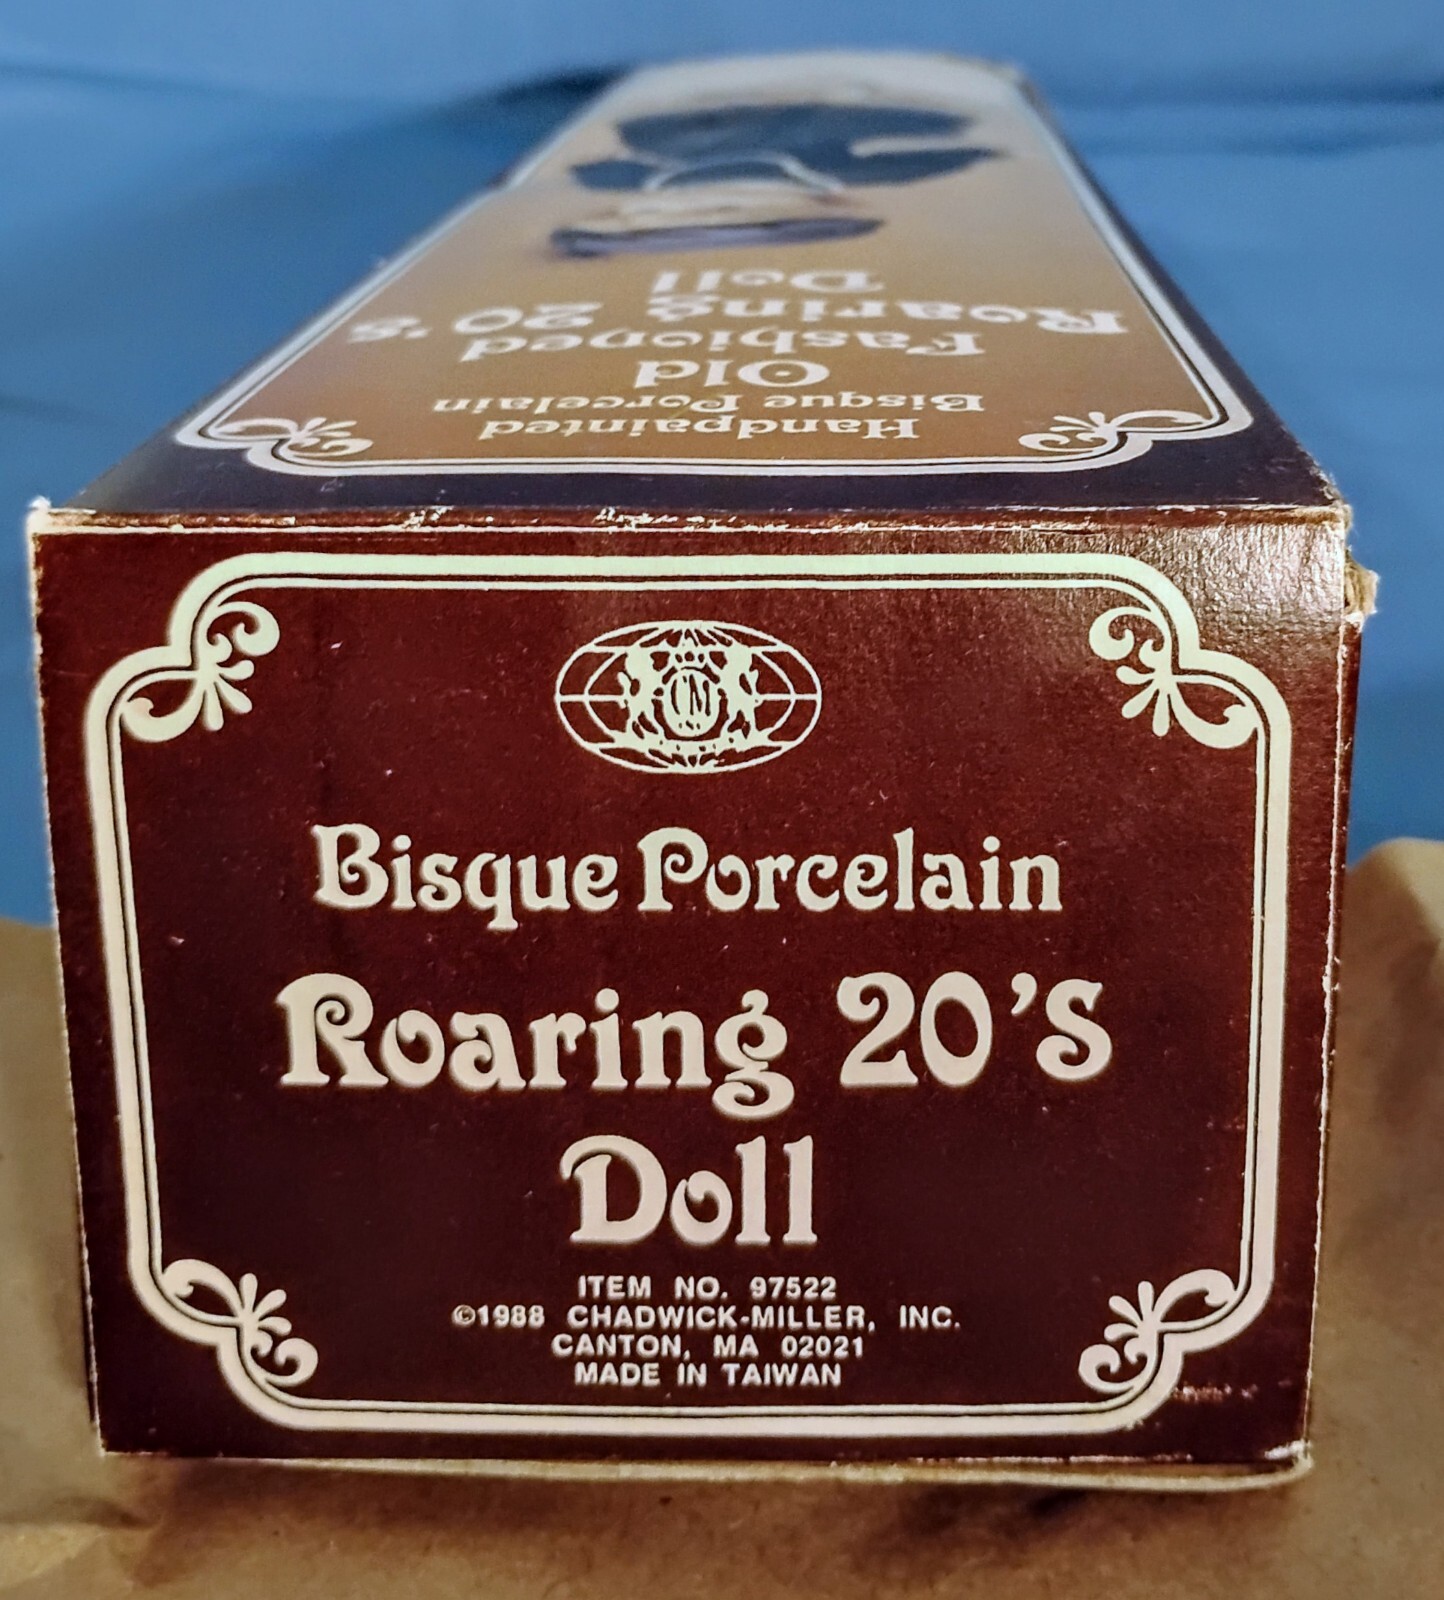 Handpainted
Bisque Porcelain
Old
Fashioned
Roaring 20's
Doll
CM
Bisque Porcelain
Roaring 20'S
Doll
ITEM NO. 97522
©1988 CHADWICK-MILLER, INC.
CANTON, MA 02021
MADE IN TAIWAN